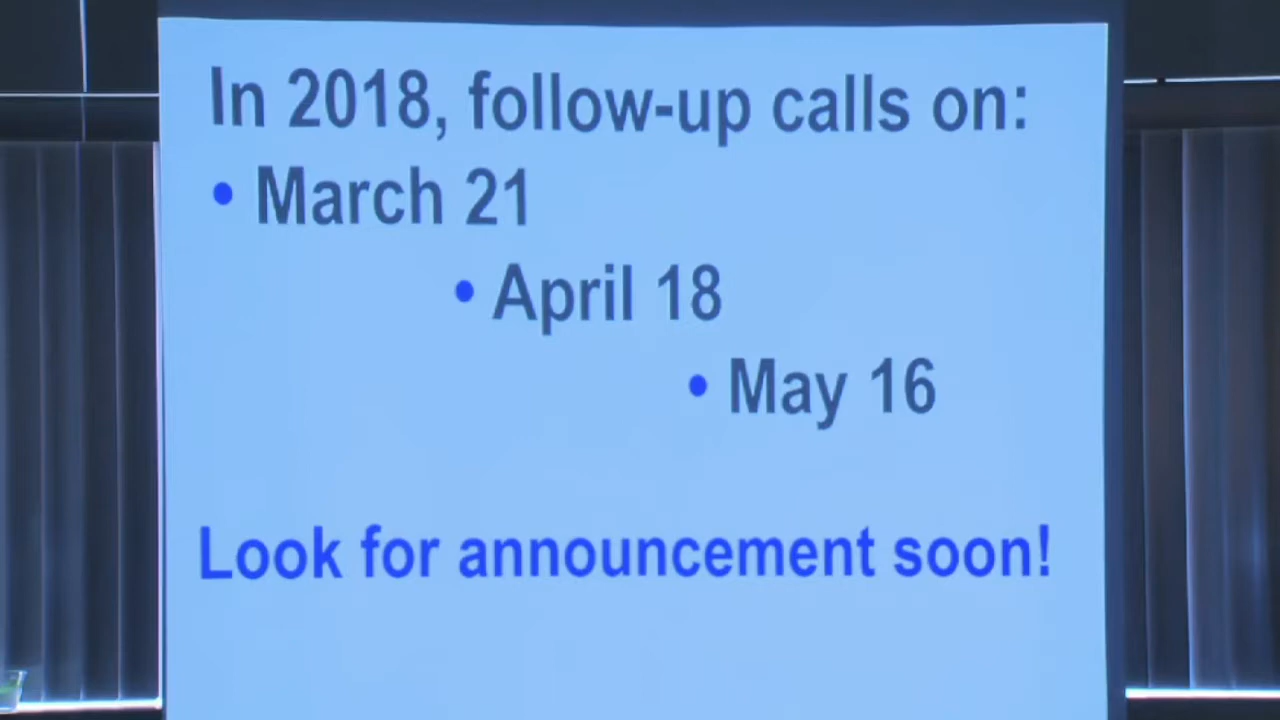 In 2018, follow-up calls on:
• March 21
• April 18
• May 16
Look for announcement soon!